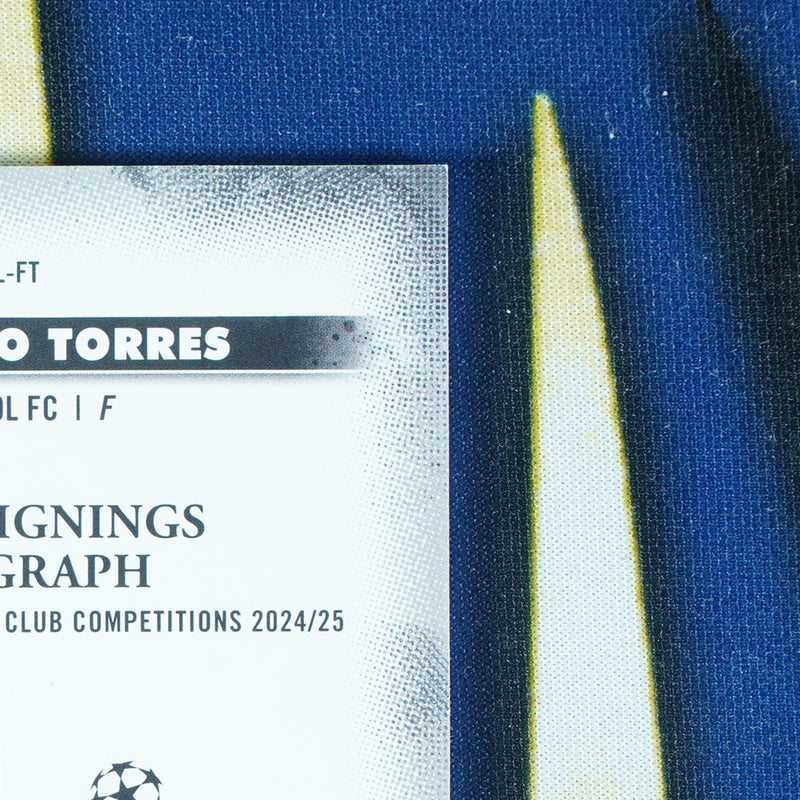 L-FT
O TORRES
OL FC | F
IGNINGS
GRAPH
CLUB COMPETITIONS 2024/25